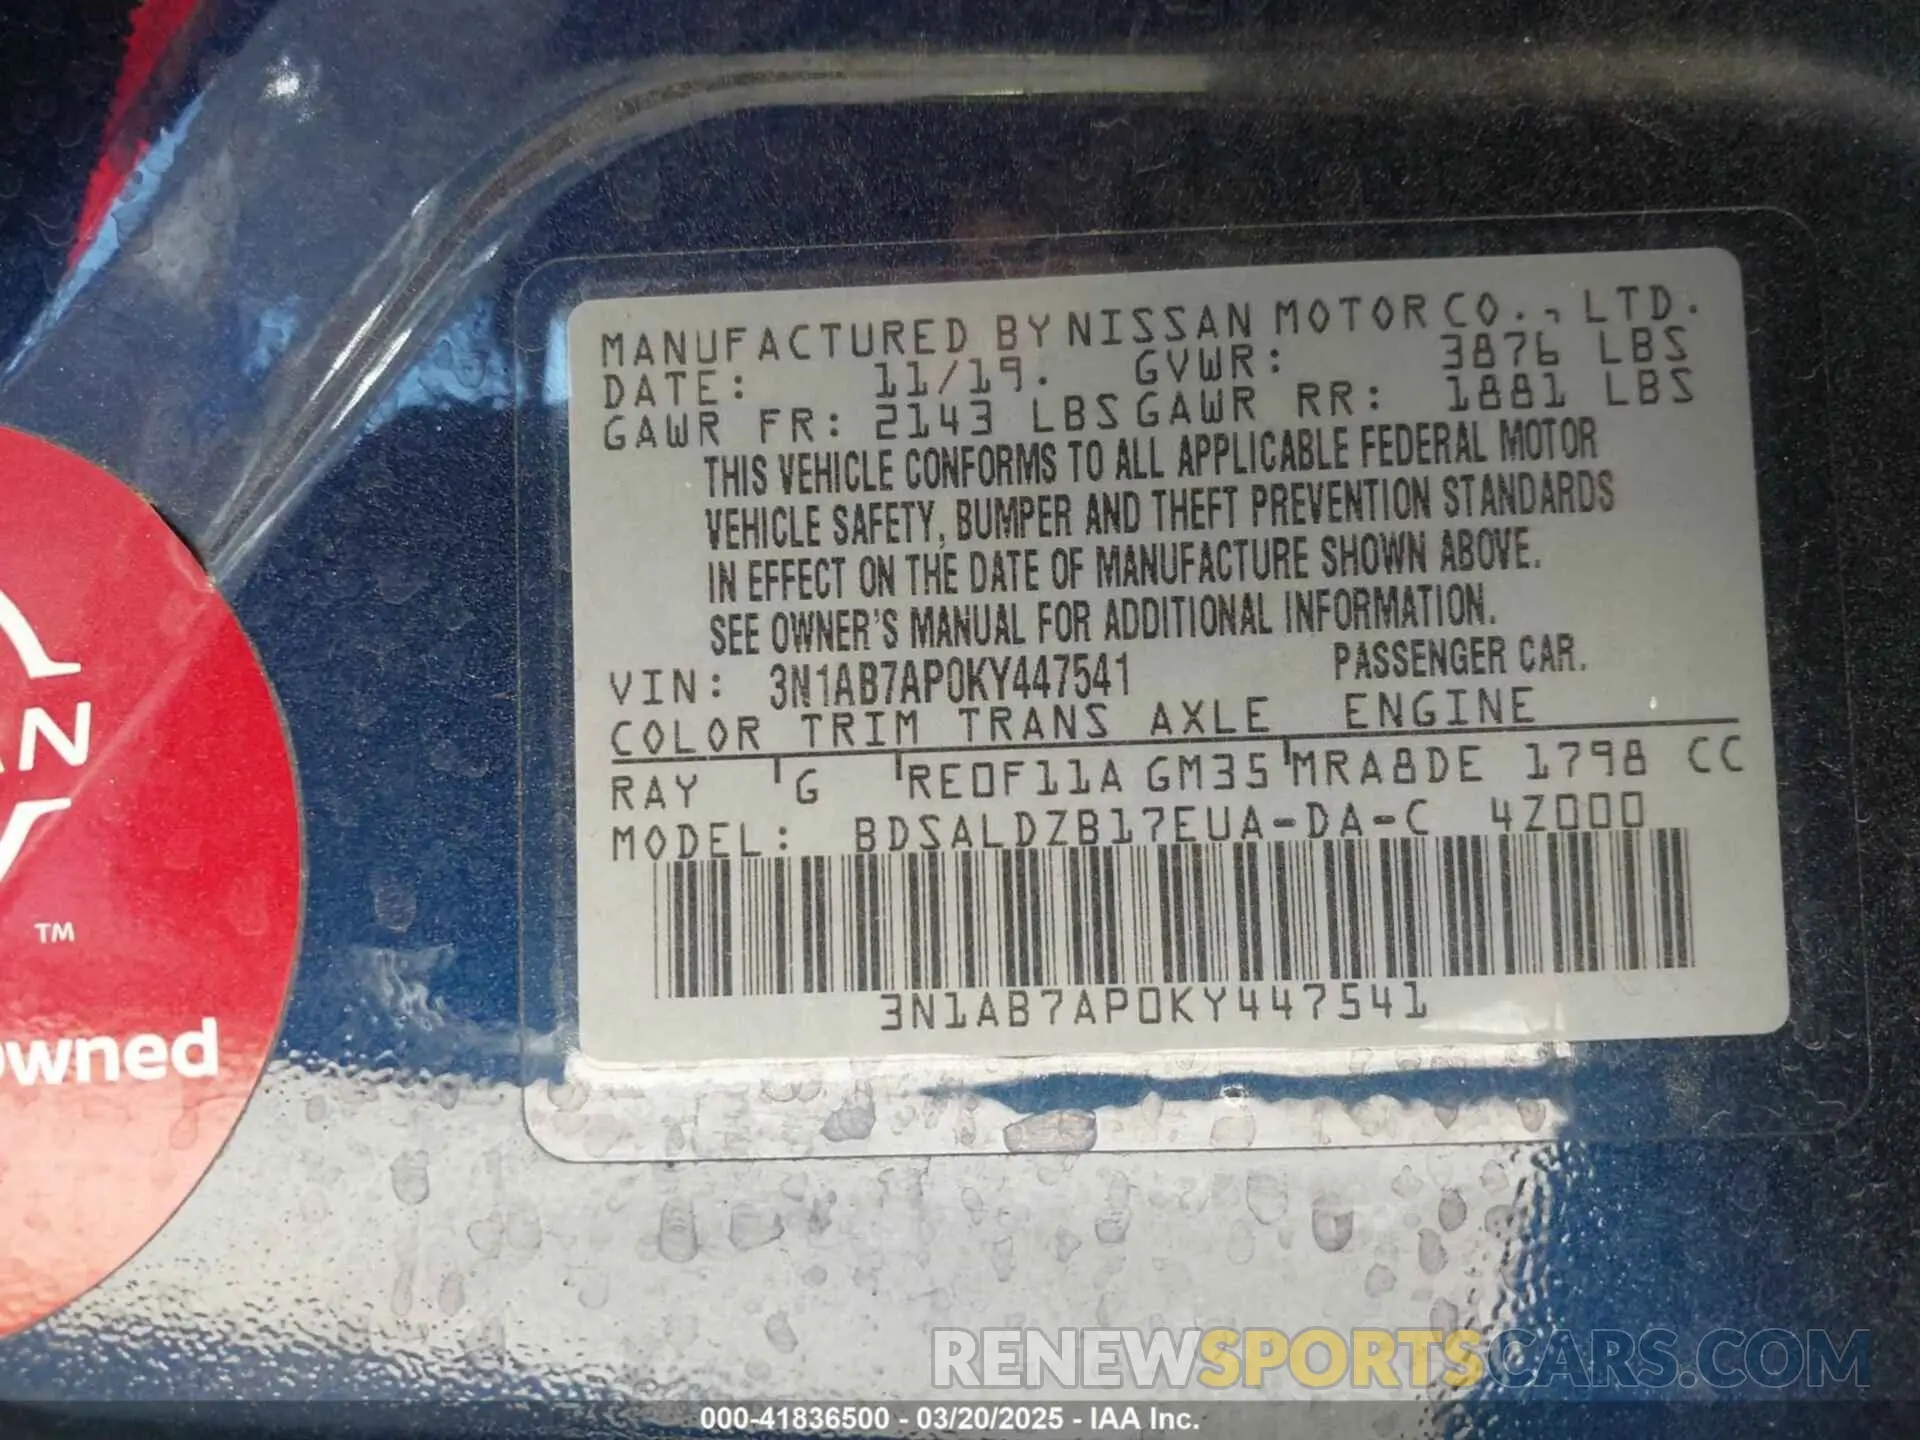 MANUFACTURED BY NISSAN MOTOR CO., LTD.
DATE: 11/19. GVWR: 3876 LBS
GAWR FR: 2143 LBS GAWR RR: 1881 LBS
THIS VEHICLE CONFORMS TO ALL APPLICABLE FEDERAL MOTOR
VEHICLE SAFETY, BUMPER AND THEFT PREVENTION STANDARDS
IN EFFECT ON THE DATE OF MANUFACTURE SHOWN ABOVE.
SEE OWNER'S MANUAL FOR ADDITIONAL INFORMATION.
VIN: 3N1AB7AP0KY447541 PASSENGER CAR.
COLOR TRIM TRANS AXLE ENGINE
RAY G RE0F11A GM35 MRA8DE 1798 CC
MODEL: BDSALDZB17EUA-DA-C 4Z000
3N1AB7AP0KY447541
AN
TM
owned
RENEWSPORTSCARS.COM
000-41836500 - 03/20/2025 - IAA Inc.